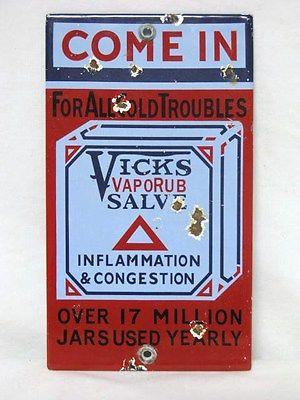 COME IN
FOR ALL COLD TROUBLES
VICKS
VAPORUB
SALVE
INFLAMMATION
& CONGESTION
OVER 17 MILLION
JARS USED YEARLY